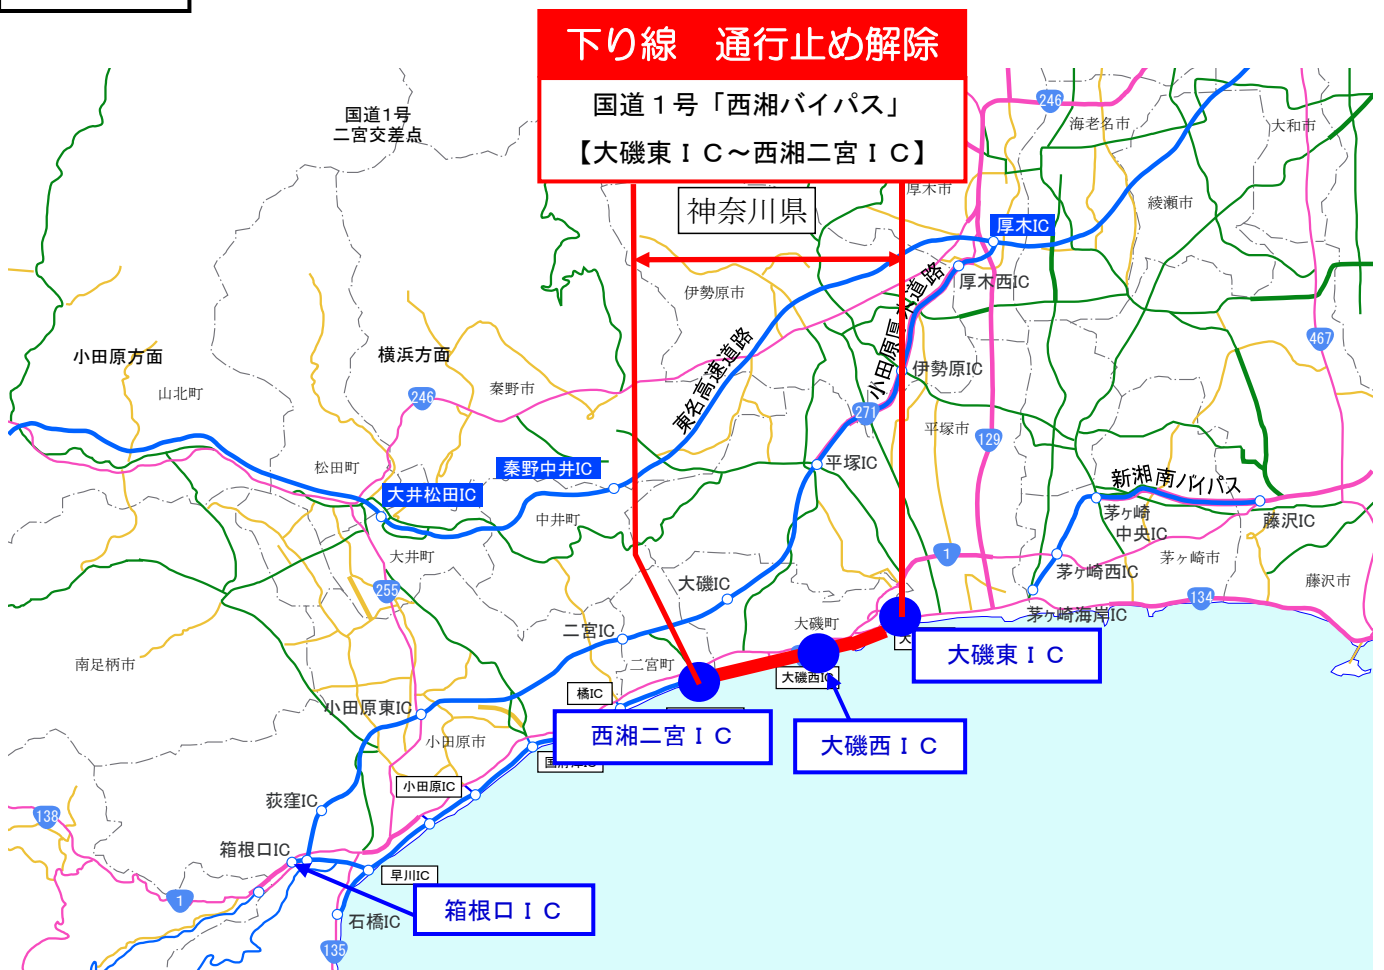 下り線 通行止め解除
国道１号「西湘バイパス」
【大磯東ＩＣ～西湘二宮ＩＣ】
国道1号
二宮交差点
246
海老名市
大和市
厚木市
神奈川県
綾瀬市
厚木IC
厚木西IC
伊勢原市
小田原厚木道路
東名高速道路
小田原方面
横浜方面
467
山北町
246
秦野市
伊勢原IC
271
平塚市
129
松田町
秦野中井IC
平塚IC
大井松田IC
新湘南バイパス
中井町
茅ヶ崎
中央IC
藤沢IC
大井町
1
茅ヶ崎西IC
茅ヶ崎市
255
大磯IC
134
藤沢市
茅ヶ崎海岸IC
大磯町
二宮IC
大磯東ＩＣ
南足柄市
二宮町
大磯西IC
橘IC
小田原東IC
西湘二宮ＩＣ
大磯西ＩＣ
小田原市
国府津IC
小田原IC
荻窪IC
138
箱根口IC
早川IC
1
箱根口ＩＣ
石橋IC
135